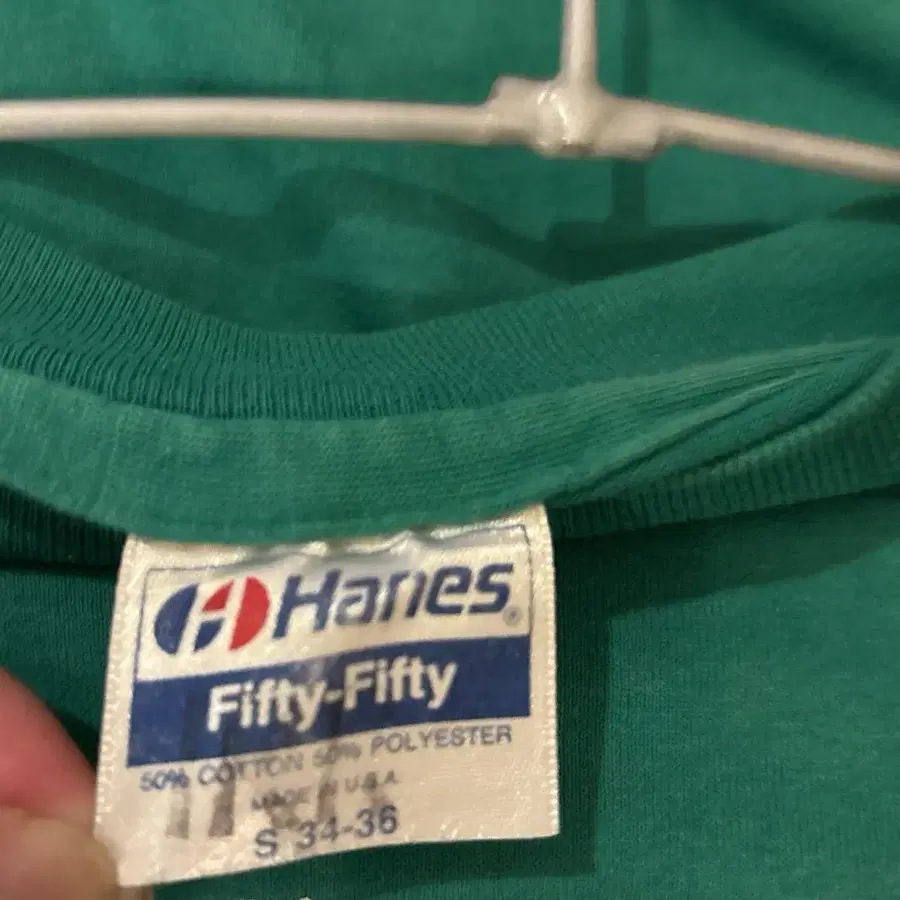 Hanes®
Fifty-Fifty
50% COTTON 50% POLYESTER
MADE IN U.S.A.
S 34-36